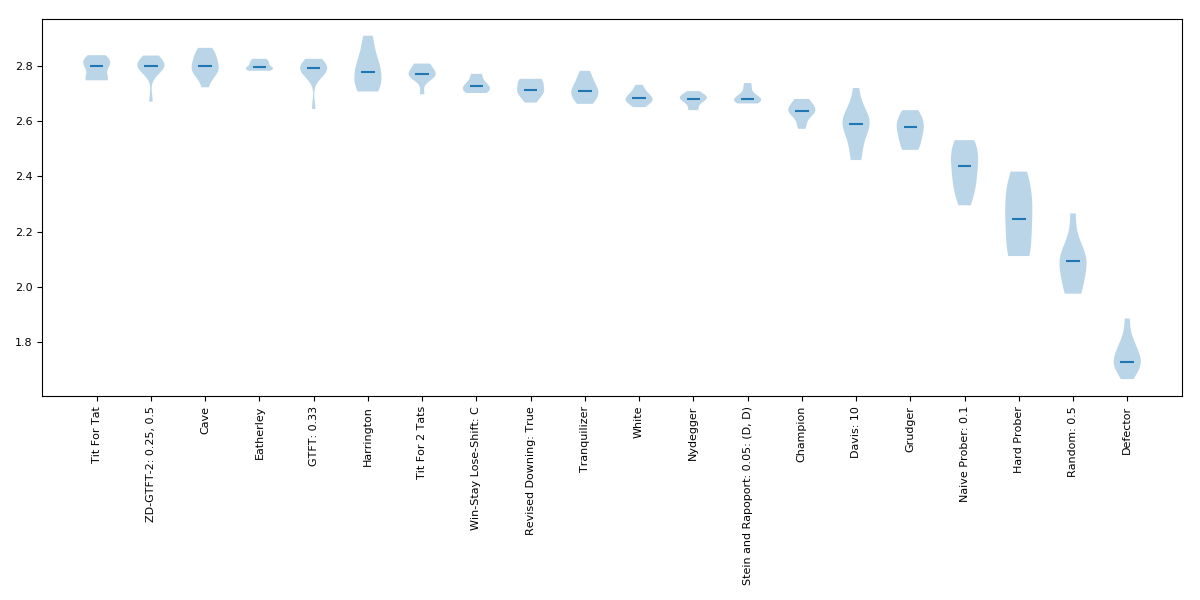 2.8
2.6
2.4
2.2
2.0
1.8
Tit For Tat
ZD-GTFT-2: 0.25, 0.5
Cave
Eatherley
GTFT: 0.33
Harrington
Tit For 2 Tats
Win-Stay Lose-Shift: C
Revised Downing: True
Tranquilizer
White
Nydegger
Stein and Rapoport: 0.05: (D, D)
Champion
Davis: 10
Grudger
Naive Prober: 0.1
Hard Prober
Random: 0.5
Defector